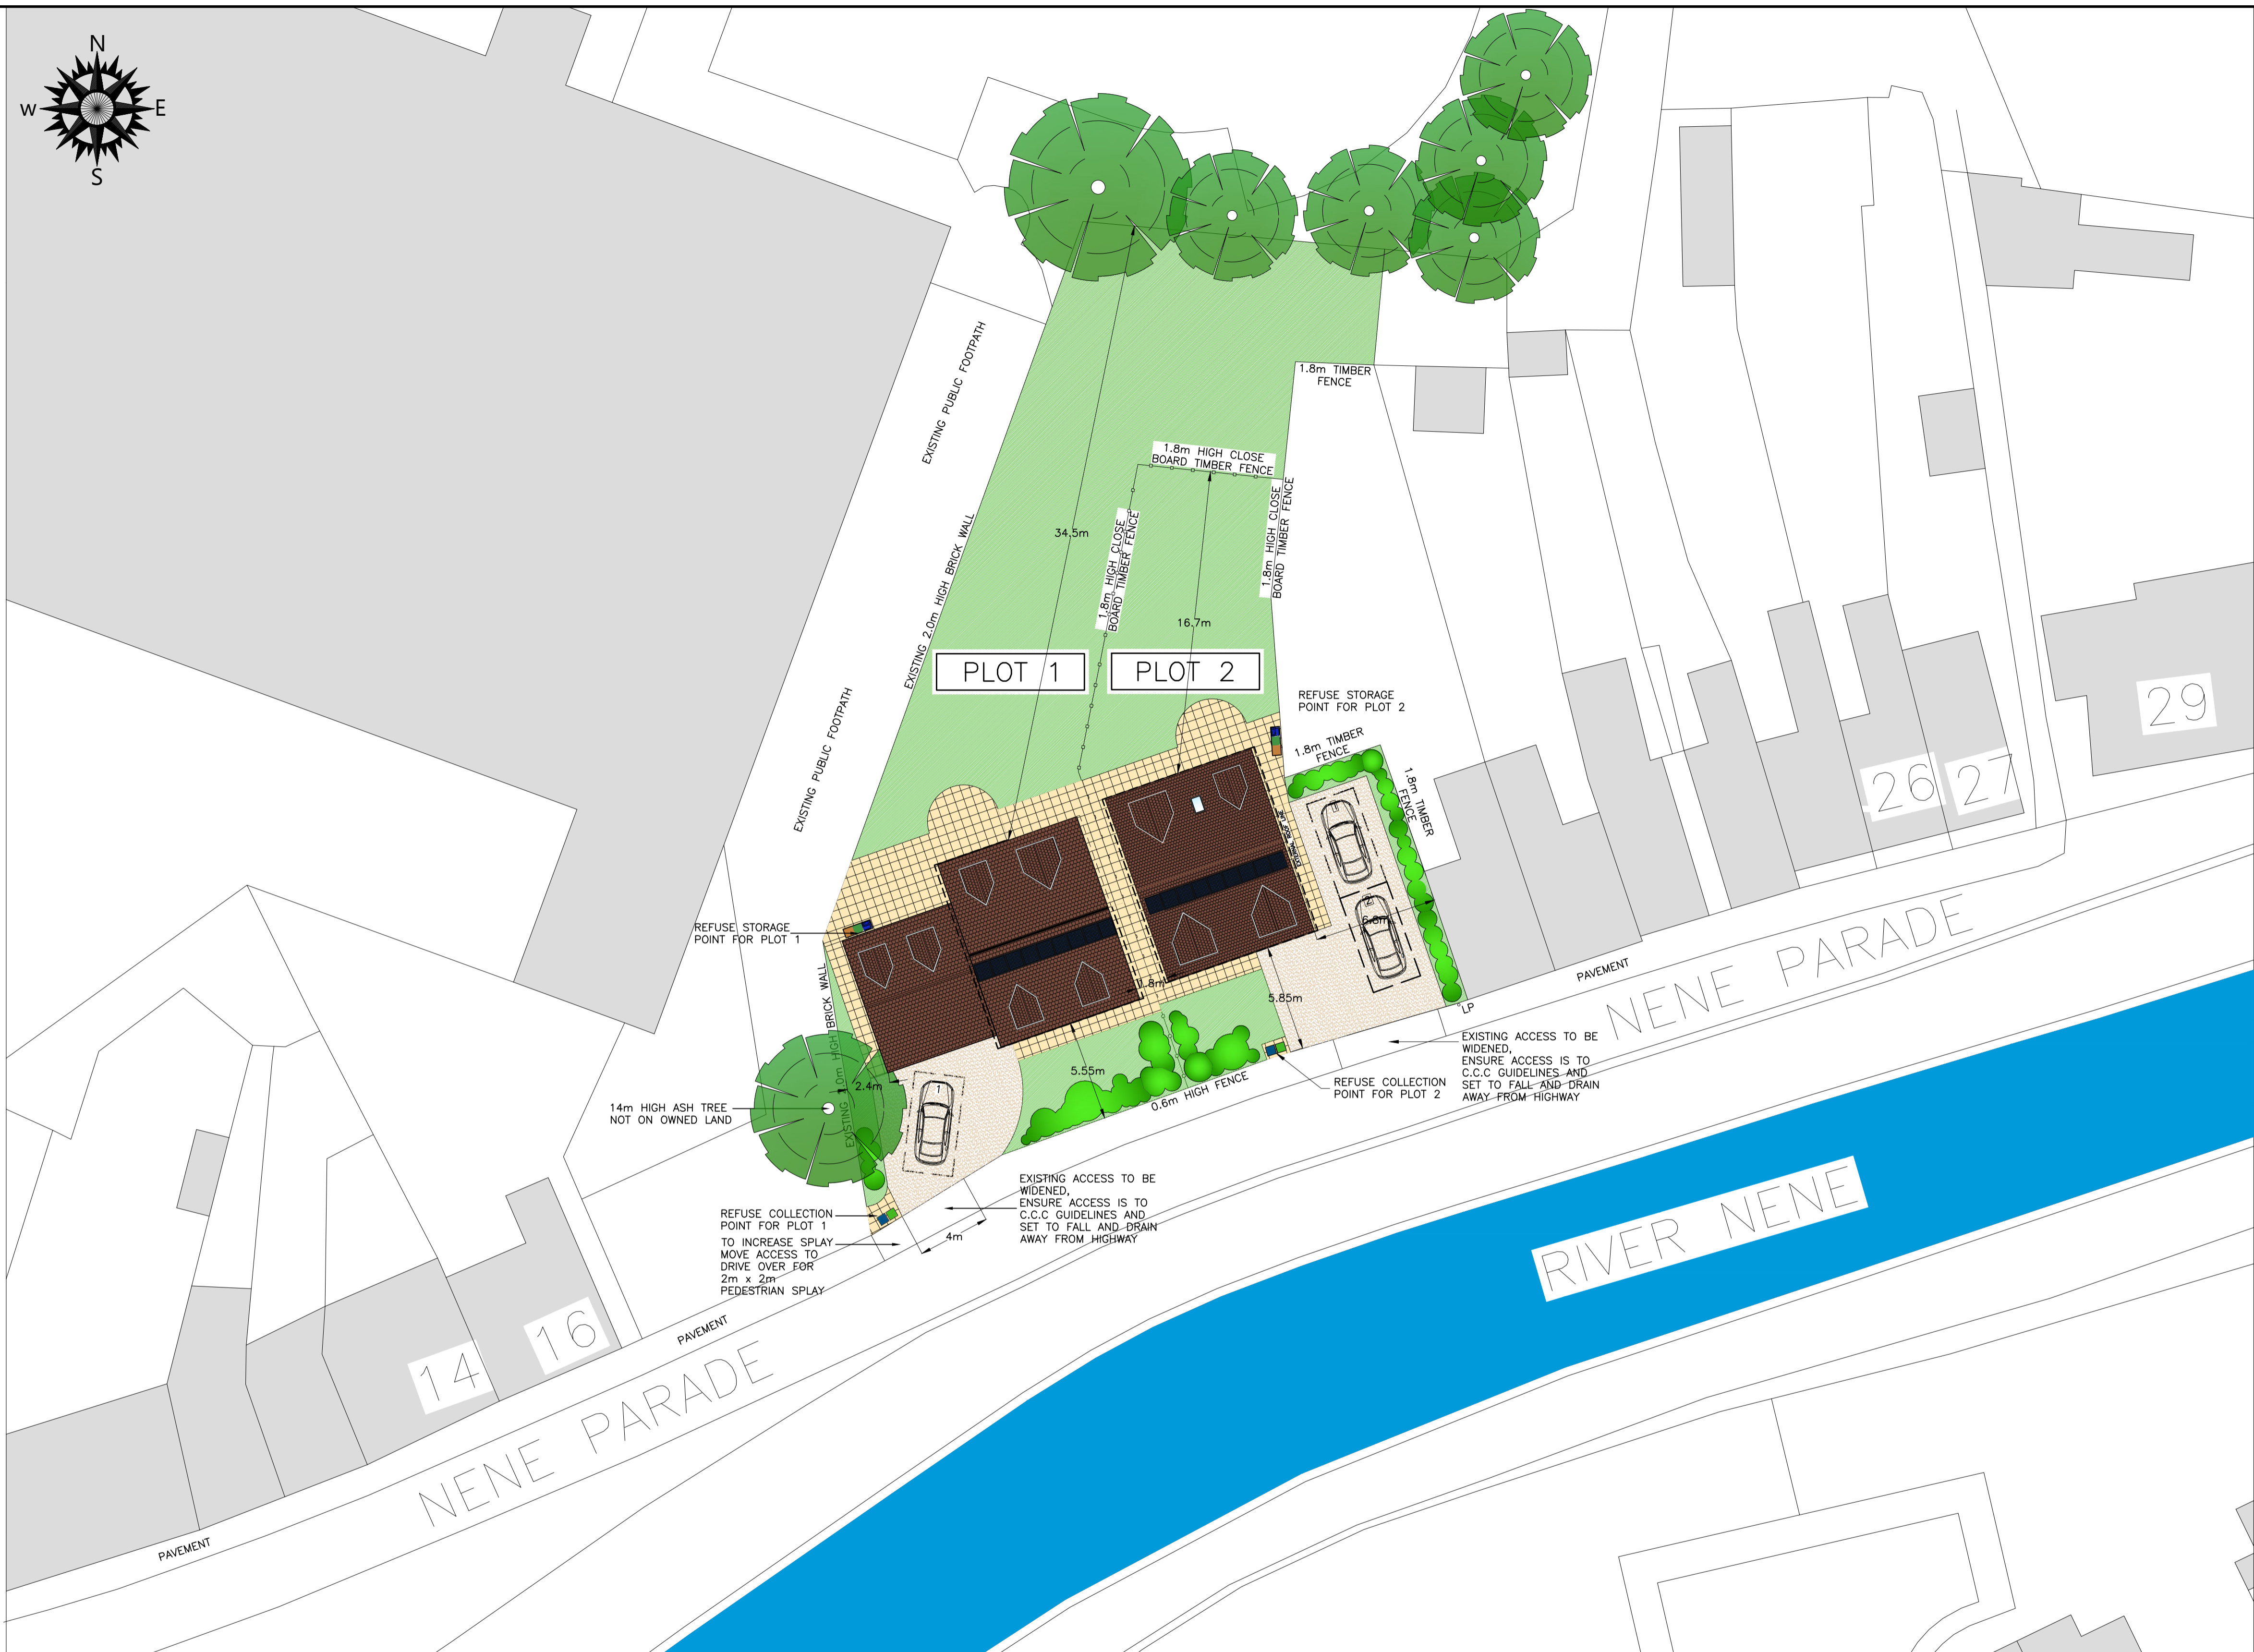 N
W
E
S
EXISTING PUBLIC FOOTPATH
1.8m TIMBER
FENCE
1.8m HIGH CLOSE
BOARD TIMBER FENCE
1.8m HIGH CLOSE
BOARD TIMBER FENCE
34.5m
1.8m HIGH CLOSE
BOARD TIMBER FENCE
EXISTING 2.0m HIGH BRICK WALL
16.7m
PLOT 1
PLOT 2
REFUSE STORAGE
POINT FOR PLOT 2
EXISTING PUBLIC FOOTPATH
1.8m TIMBER
FENCE
1.8m TIMBER
FENCE
29
26
27
2
6.8m
REFUSE STORAGE
POINT FOR PLOT 1
PAVEMENT
NENE PARADE
1.8m
5.85m
LP
EXISTING 2.0m HIGH BRICK WALL
EXISTING ACCESS TO BE
WIDENED,
ENSURE ACCESS IS TO
C.C.C GUIDELINES AND
SET TO FALL AND DRAIN
AWAY FROM HIGHWAY
5.55m
2.4m
1
0.6m HIGH FENCE
REFUSE COLLECTION
POINT FOR PLOT 2
14m HIGH ASH TREE
NOT ON OWNED LAND
EXISTING ACCESS TO BE
WIDENED,
ENSURE ACCESS IS TO
C.C.C GUIDELINES AND
SET TO FALL AND DRAIN
AWAY FROM HIGHWAY
REFUSE COLLECTION
POINT FOR PLOT 1
4m
TO INCREASE SPLAY
MOVE ACCESS TO
DRIVE OVER FOR
2m x 2m
PEDESTRIAN SPLAY
RIVER NENE
14
16
PAVEMENT
NENE PARADE
PAVEMENT